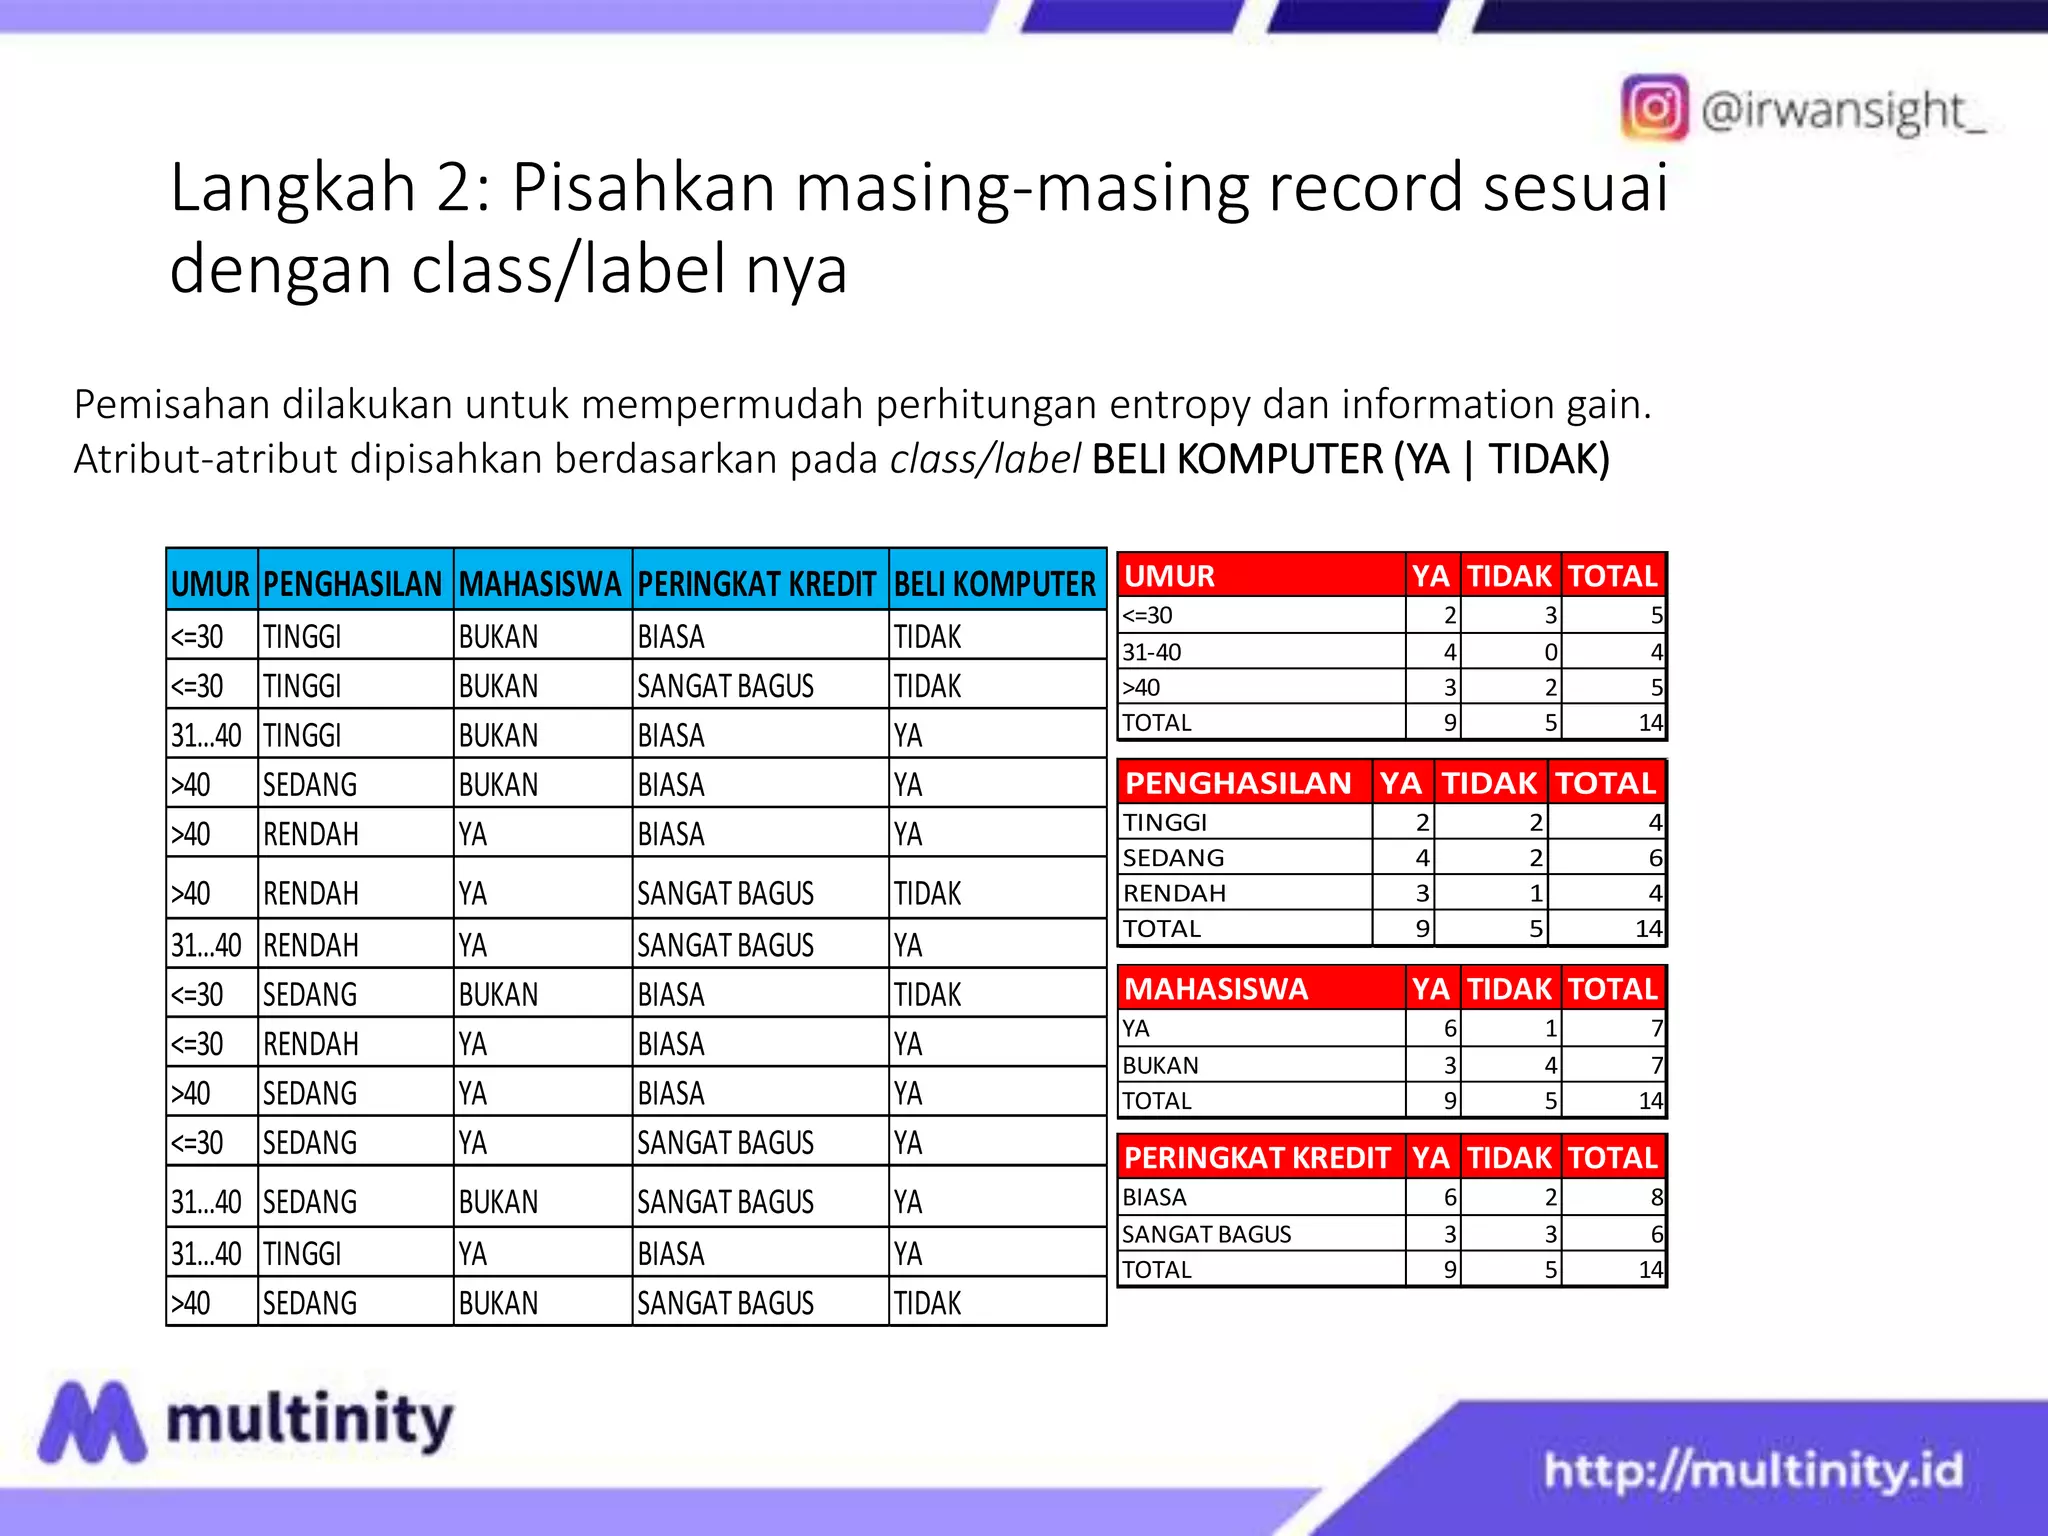 @irwansight_
Langkah 2: Pisahkan masing-masing record sesuai
dengan class/label nya
Pemisahan dilakukan untuk mempermudah perhitungan entropy dan information gain.
Atribut-atribut dipisahkan berdasarkan pada class/label BELI KOMPUTER (YA | TIDAK)
UMUR PENGHASILAN MAHASISWA PERINGKAT KREDIT BELI KOMPUTER
<=30 TINGGI BUKAN BIASA TIDAK
<=30 TINGGI BUKAN SANGAT BAGUS TIDAK
31...40 TINGGI BUKAN BIASA YA
>40 SEDANG BUKAN BIASA YA
>40 RENDAH YA BIASA YA
>40 RENDAH YA SANGAT BAGUS TIDAK
31...40 RENDAH YA SANGAT BAGUS YA
<=30 SEDANG BUKAN BIASA TIDAK
<=30 RENDAH YA BIASA YA
>40 SEDANG YA BIASA YA
<=30 SEDANG YA SANGAT BAGUS YA
31...40 SEDANG BUKAN SANGAT BAGUS YA
31...40 TINGGI YA BIASA YA
>40 SEDANG BUKAN SANGAT BAGUS TIDAK
UMUR YA TIDAK TOTAL
<=30 2 3 5
31-40 4 0 4
>40 3 2 5
TOTAL 9 5 14
PENGHASILAN YA TIDAK TOTAL
TINGGI 2 2 4
SEDANG 4 2 6
RENDAH 3 1 4
TOTAL 9 5 14
MAHASISWA YA TIDAK TOTAL
YA 6 1 7
BUKAN 3 4 7
TOTAL 9 5 14
PERINGKAT KREDIT YA TIDAK TOTAL
BIASA 6 2 8
SANGAT BAGUS 3 3 6
TOTAL 9 5 14
multinity
http://multinity.id